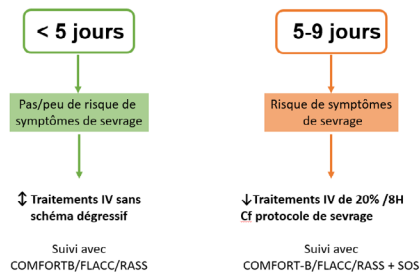 < 5 jours
5-9 jours
Pas/peu de risque de
symptômes de sevrage
Risque de symptômes
de sevrage
↕ Traitements IV sans
schéma dégressif
↓Traitements IV de 20% /8H
Cf protocole de sevrage
Suivi avec
COMFORTB/FLACC/RASS
Suivi avec
COMFORT-B/FLACC/RASS + SOS